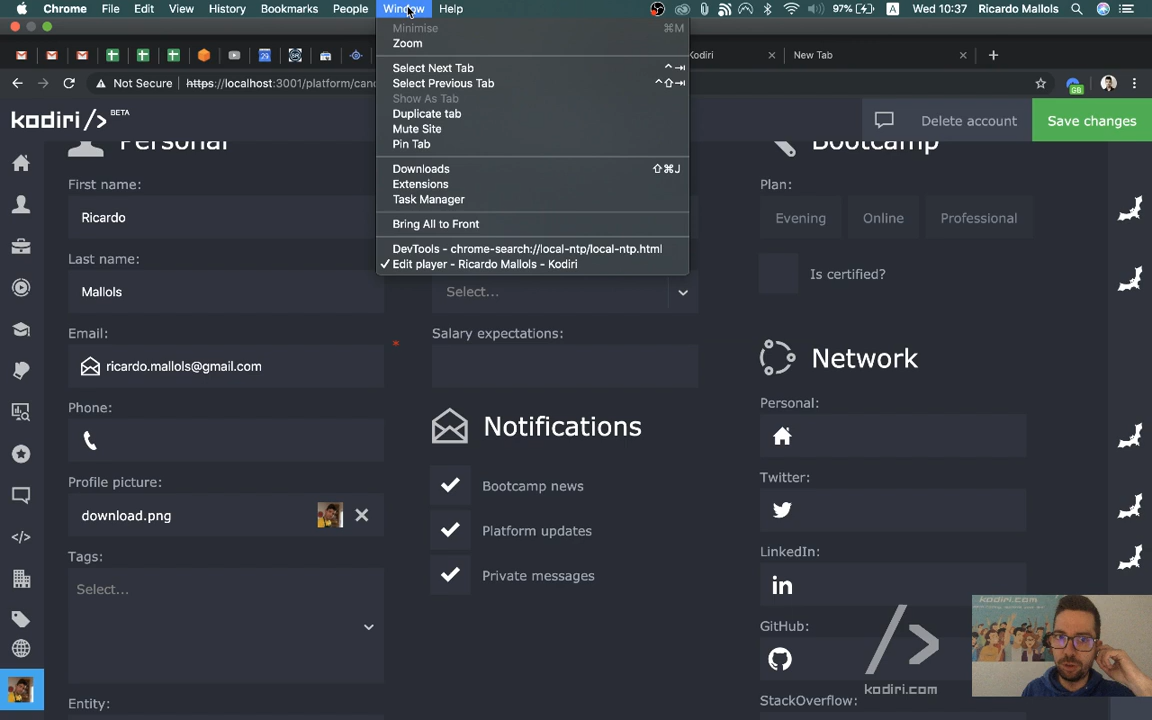 Chrome File Edit View History Bookmarks People Window Help 97% A Wed 10:37 Ricardo Mallols
Kodiri New Tab
Not Secure https://localhost:3001/platform/can
GB
Minimise ⌘M
Zoom
Select Next Tab ^⇥
Select Previous Tab ^⇧⇥
Show As Tab
Duplicate tab
Mute Site
Pin Tab
Downloads ⇧⌘J
Extensions
Task Manager
Bring All to Front
DevTools - chrome-search://local-ntp/local-ntp.html
✓ Edit player - Ricardo Mallols - Kodiri
kodiri /> BETA
Delete account
Save changes
Personal
First name:
Ricardo
Last name:
Mallols
Email: *
ricardo.mallols@gmail.com
Phone:
Profile picture:
download.png
Tags:
Select...
Entity:
Select...
Salary expectations:
Notifications
Bootcamp news
Platform updates
Private messages
Bootcamp
Plan:
Evening Online Professional
Is certified?
Network
Personal:
Twitter:
LinkedIn:
in
GitHub:
StackOverflow:
/>
kodiri.com
kodiri.com